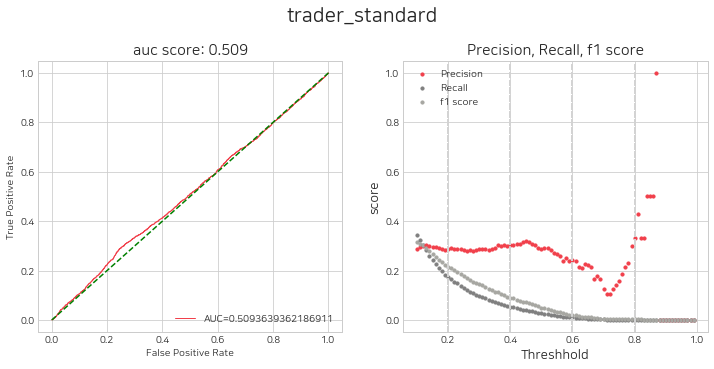 trader_standard
auc score: 0.509
1.0
0.8
0.6
0.4
0.2
0.0
True Positive Rate
0.0 0.2 0.4 0.6 0.8 1.0
False Positive Rate
AUC=0.5093639362186911
Precision, Recall, f1 score
Precision
Recall
f1 score
1.0
0.8
0.6
0.4
0.2
0.0
score
0.2 0.4 0.6 0.8 1.0
Threshhold